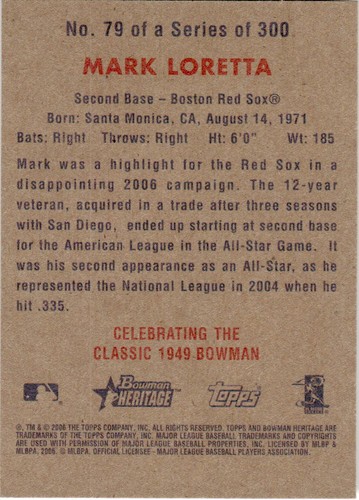 No. 79 of a Series of 300
MARK LORETTA
Second Base – Boston Red Sox®
Born: Santa Monica, CA, August 14, 1971
Bats: Right Throws: Right Ht: 6'0" Wt: 185
Mark was a highlight for the Red Sox in a
disappointing 2006 campaign. The 12-year
veteran, acquired in a trade after three seasons
with San Diego, ended up starting at second base
for the American League in the All-Star Game. It
was his second appearance as an All-Star, as he
represented the National League in 2004 when he
hit .335.
CELEBRATING THE
CLASSIC 1949 BOWMAN
Bowman
HERITAGE
Topps
®, TM & © 2006 THE TOPPS COMPANY, INC. ALL RIGHTS RESERVED. TOPPS AND BOWMAN HERITAGE ARE
TRADEMARKS OF THE TOPPS COMPANY, INC. MAJOR LEAGUE BASEBALL TRADEMARKS AND COPYRIGHTS
ARE USED WITH PERMISSION OF MAJOR LEAGUE BASEBALL PROPERTIES, INC. LICENSED BY
MLBPA, 2006. © MLBPA. OFFICIAL LICENSEE - MAJOR LEAGUE BASEBALL PLAYERS ASSOCIATION.